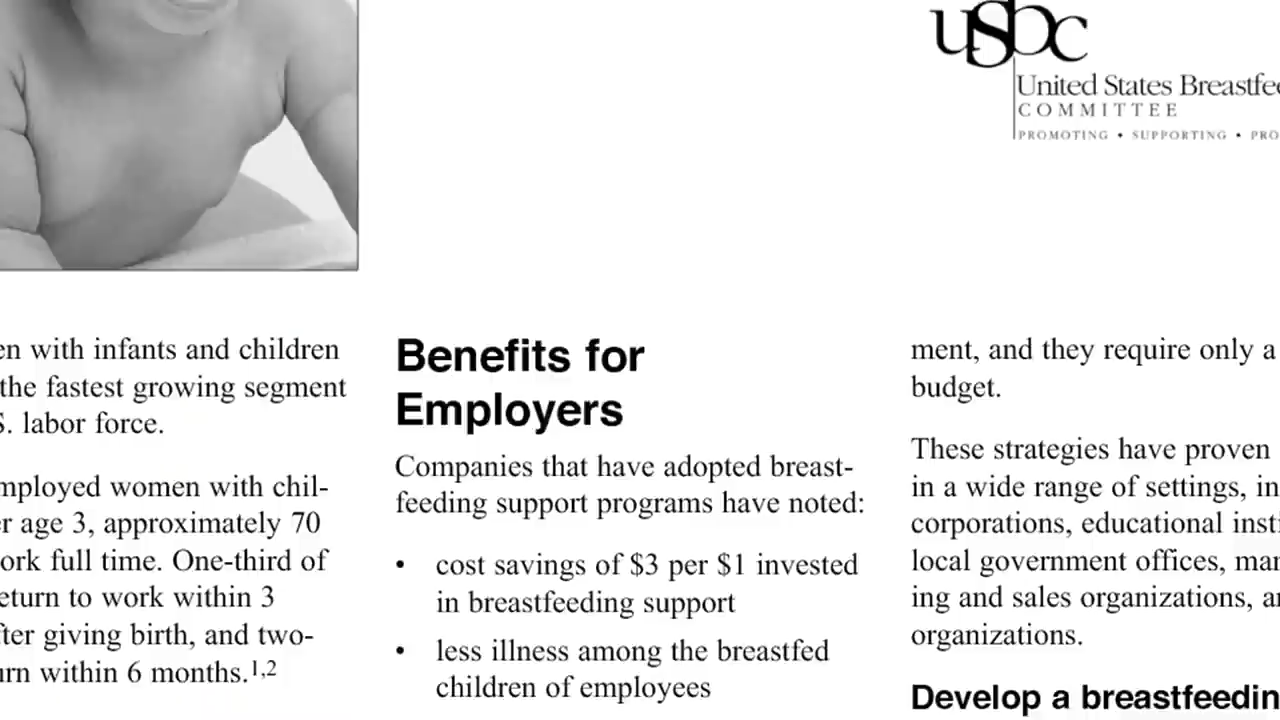 usbc
United States Breastfee
COMMITTEE
PROMOTING • SUPPORTING • PRO
en with infants and children
the fastest growing segment
S. labor force.
mployed women with chil-
er age 3, approximately 70
ork full time. One-third of
eturn to work within 3
fter giving birth, and two-
urn within 6 months.1,2
Benefits for
Employers
Companies that have adopted breast-
feeding support programs have noted:
• cost savings of $3 per $1 invested
in breastfeeding support
• less illness among the breastfed
children of employees
ment, and they require only a
budget.
These strategies have proven
in a wide range of settings, in
corporations, educational insti
local government offices, man
ing and sales organizations, an
organizations.
Develop a breastfeedin